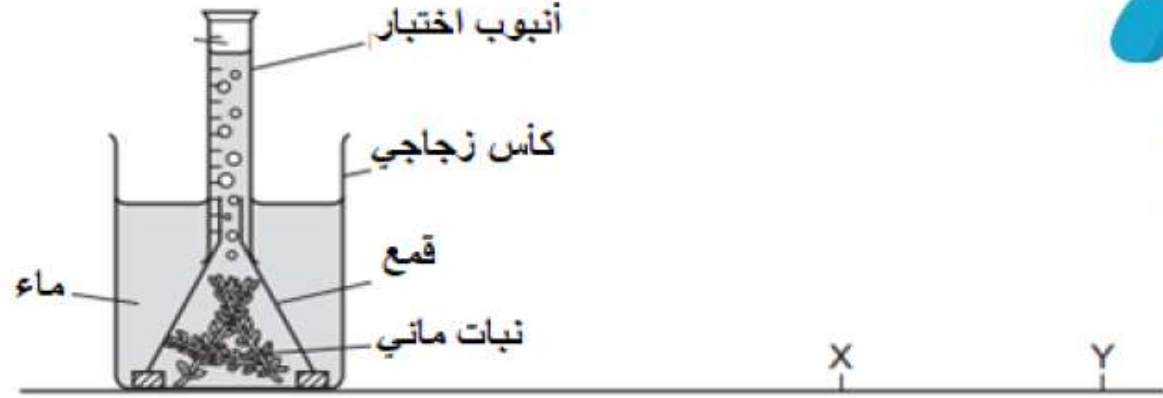 أنبوب اختبار
كأس زجاجي
قمع
ماء
نبات مائي
X
Y